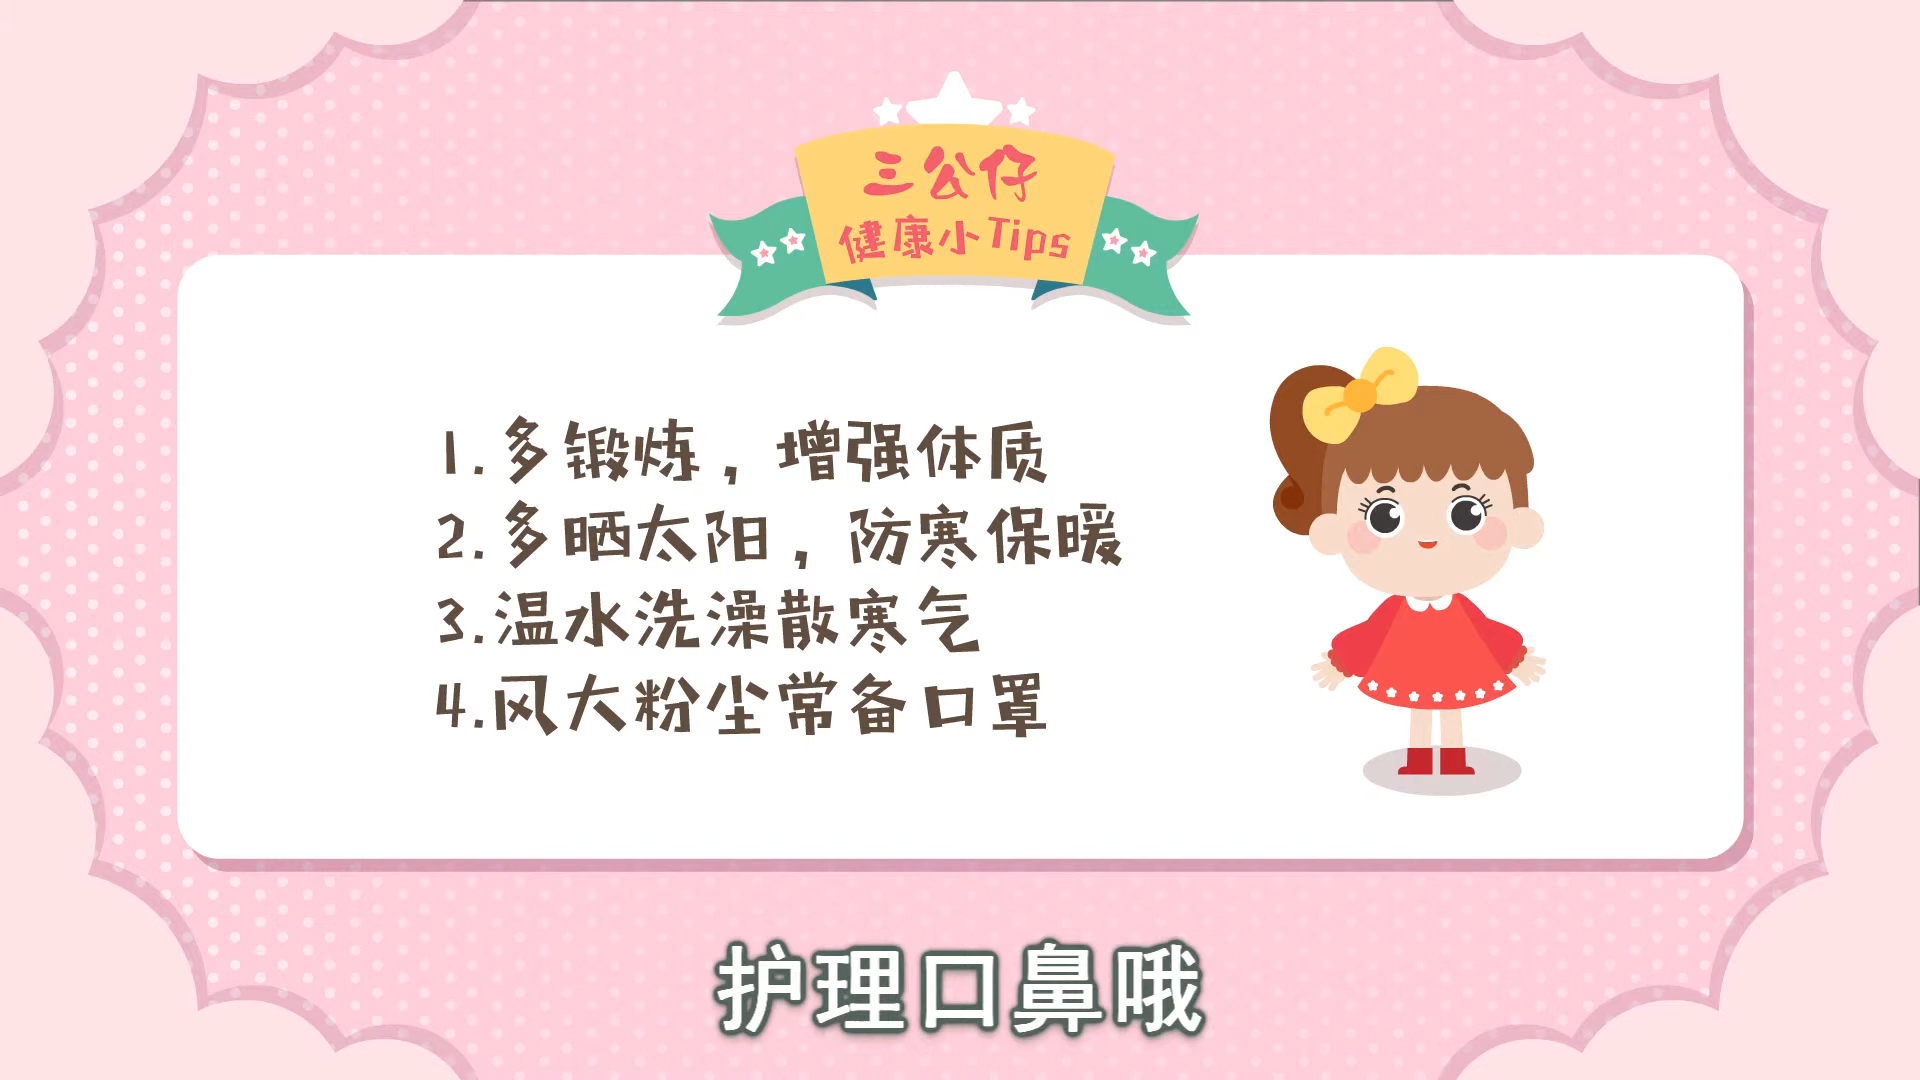 三公仔
健康小Tips
1.多锻炼，增强体质
2.多晒太阳，防寒保暖
3.温水洗澡散寒气
4.风大粉尘常备口罩
护理口鼻哦